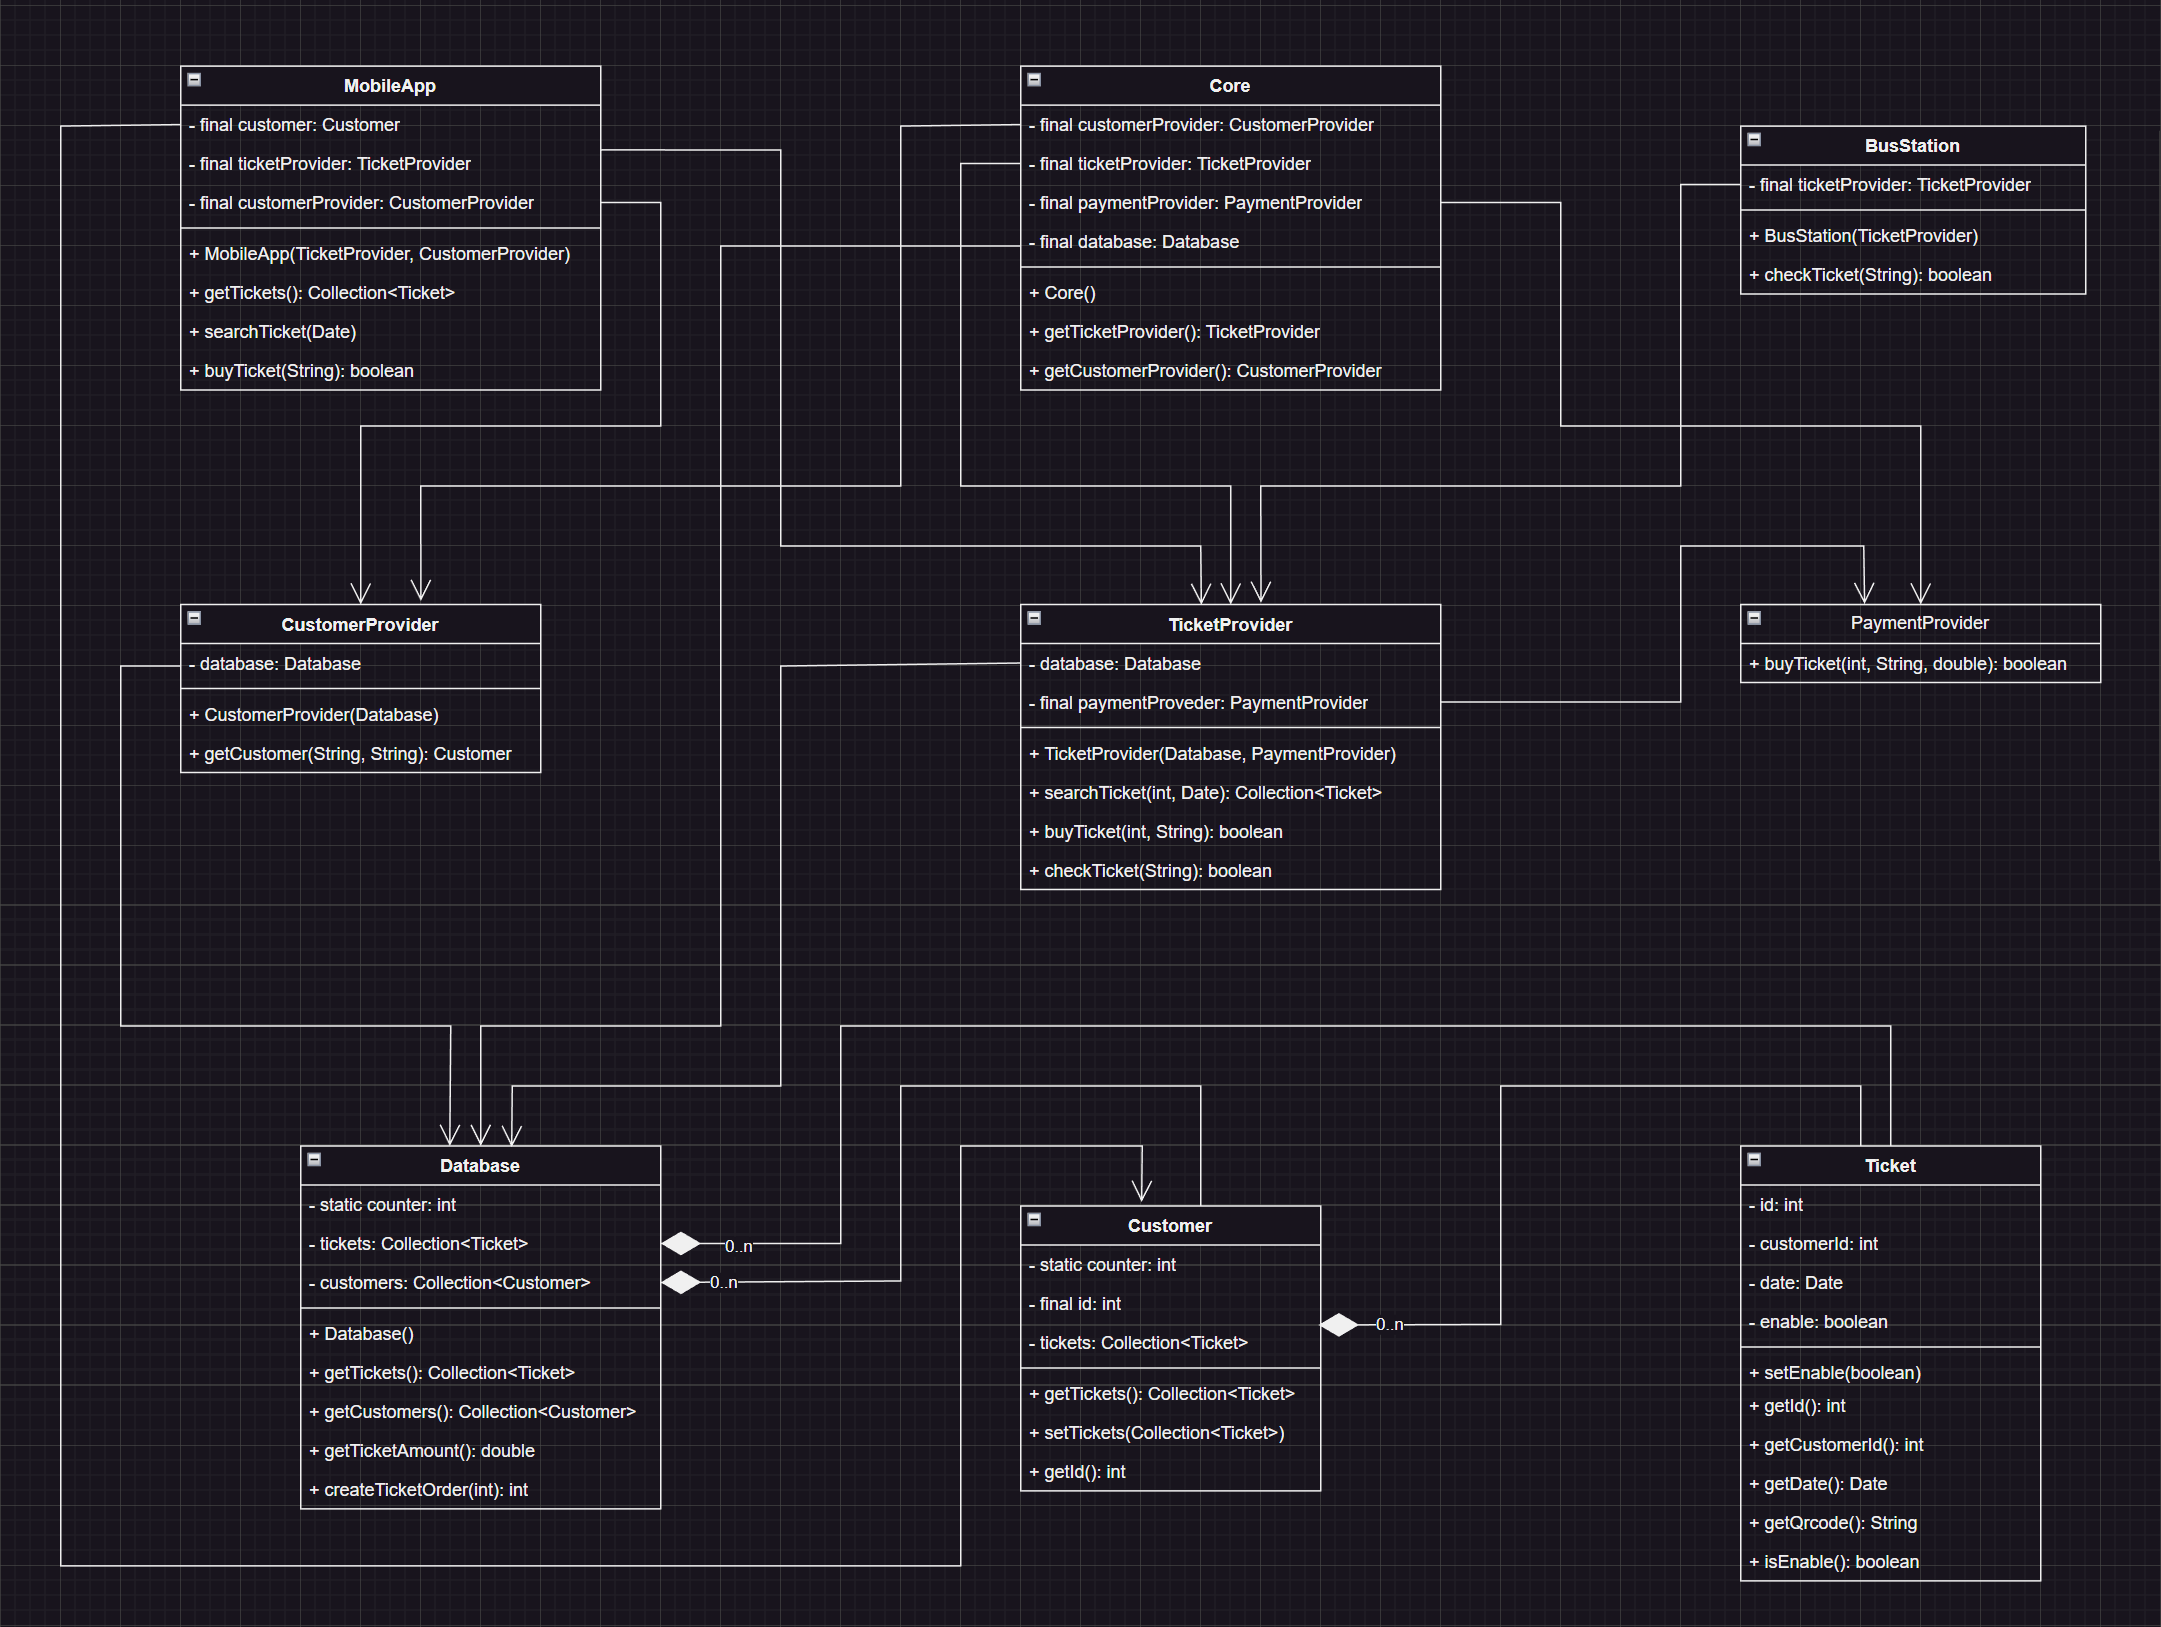 MobileApp
- final customer: Customer
- final ticketProvider: TicketProvider
- final customerProvider: CustomerProvider
+ MobileApp(TicketProvider, CustomerProvider)
+ getTickets(): Collection<Ticket>
+ searchTicket(Date)
+ buyTicket(String): boolean
Core
- final customerProvider: CustomerProvider
- final ticketProvider: TicketProvider
- final paymentProvider: PaymentProvider
- final database: Database
+ Core()
+ getTicketProvider(): TicketProvider
+ getCustomerProvider(): CustomerProvider
BusStation
- final ticketProvider: TicketProvider
+ BusStation(TicketProvider)
+ checkTicket(String): boolean
CustomerProvider
- database: Database
+ CustomerProvider(Database)
+ getCustomer(String, String): Customer
TicketProvider
- database: Database
- final paymentProveder: PaymentProvider
+ TicketProvider(Database, PaymentProvider)
+ searchTicket(int, Date): Collection<Ticket>
+ buyTicket(int, String): boolean
+ checkTicket(String): boolean
PaymentProvider
+ buyTicket(int, String, double): boolean
Database
- static counter: int
- tickets: Collection<Ticket>
- customers: Collection<Customer>
+ Database()
+ getTickets(): Collection<Ticket>
+ getCustomers(): Collection<Customer>
+ getTicketAmount(): double
+ createTicketOrder(int): int
0..n
0..n
Customer
- static counter: int
- final id: int
- tickets: Collection<Ticket>
+ getTickets(): Collection<Ticket>
+ setTickets(Collection<Ticket>)
+ getId(): int
0..n
Ticket
- id: int
- customerId: int
- date: Date
- enable: boolean
+ setEnable(boolean)
+ getId(): int
+ getCustomerId(): int
+ getDate(): Date
+ getQrcode(): String
+ isEnable(): boolean